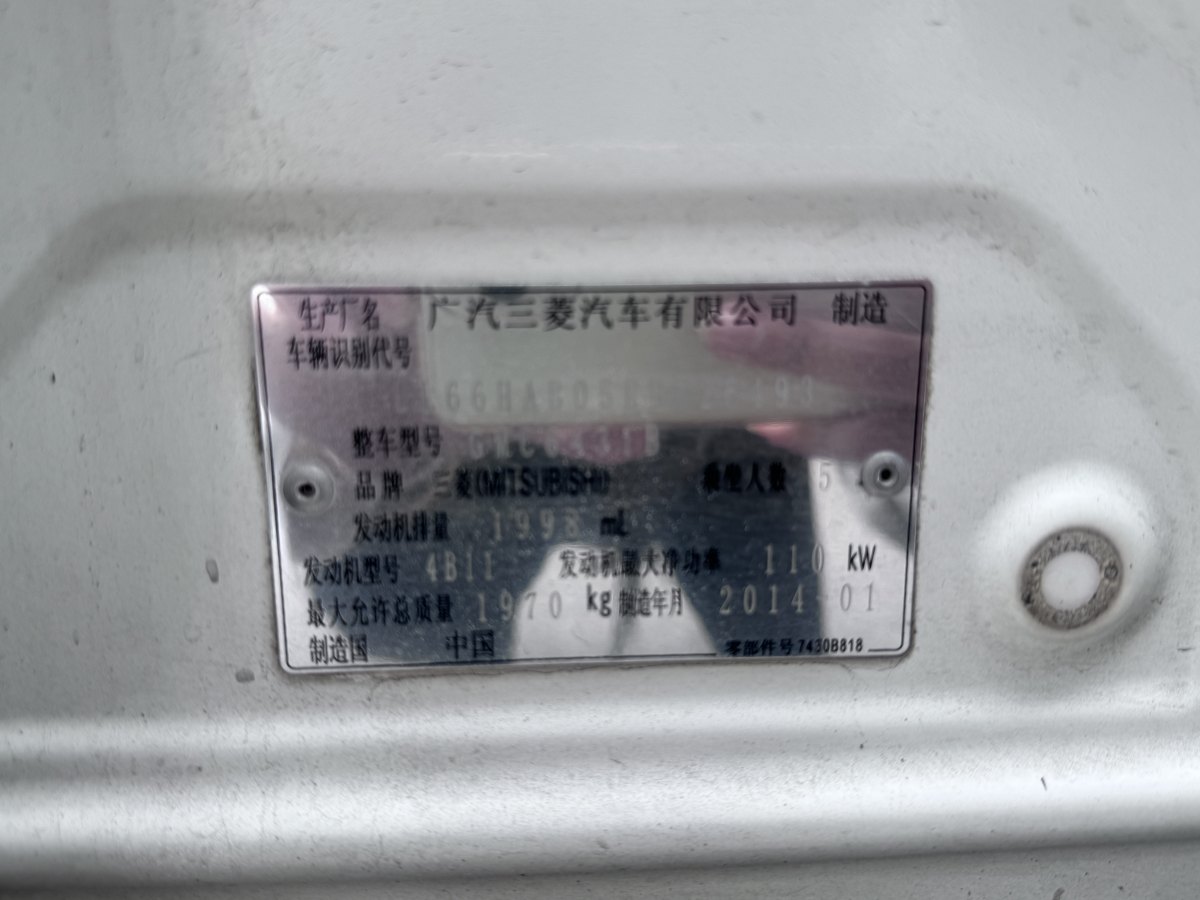 生产厂名 广汽三菱汽车有限公司 制造
车辆识别代号
整车型号
品牌 三菱(MITSUBISHI) 乘坐人数 5
发动机排量 1998 mL
发动机型号 4B11 发动机最大净功率 110 kW
最大允许总质量 1970 kg 制造年月 2014 01
制造国 中国 零部件号 7430B818